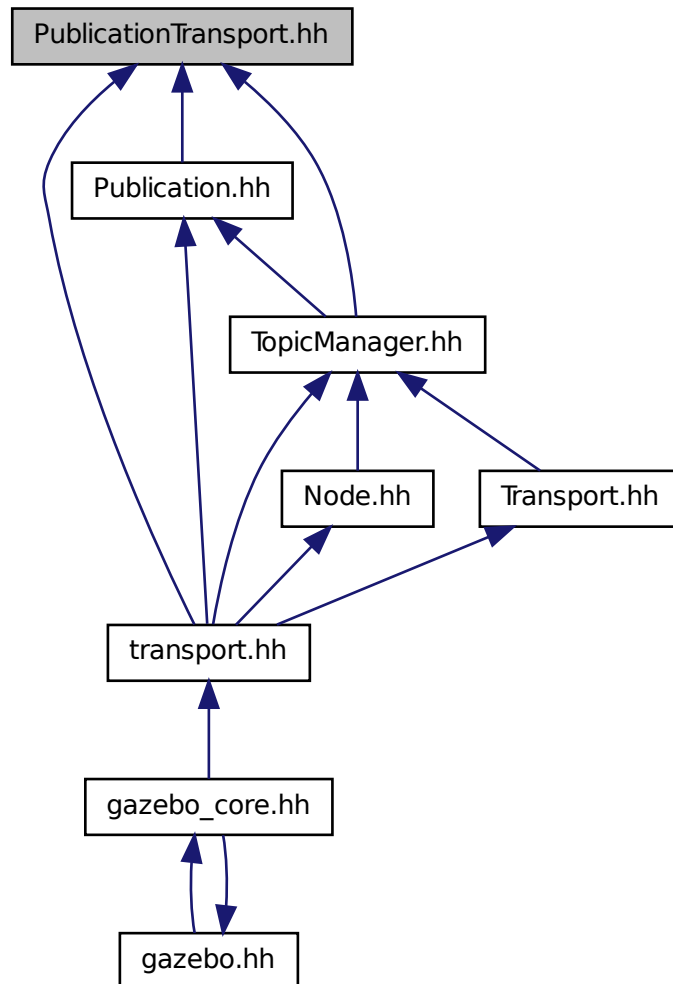 PublicationTransport.hh
Publication.hh
TopicManager.hh
Node.hh
Transport.hh
transport.hh
gazebo_core.hh
gazebo.hh